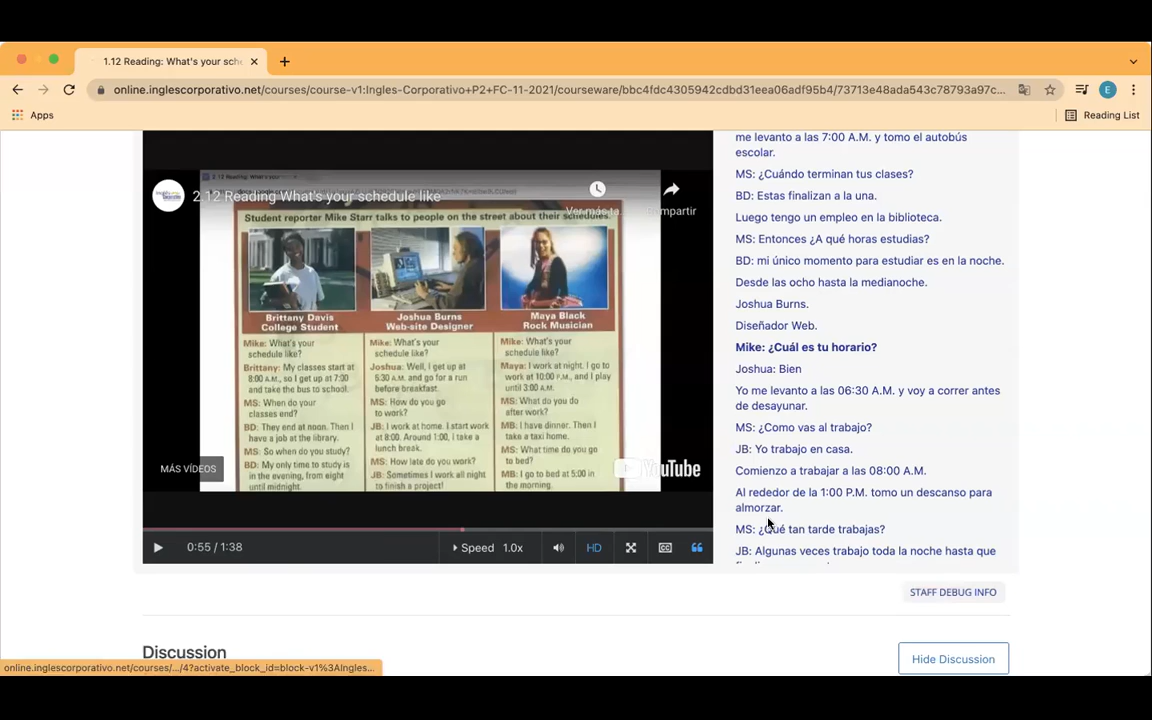 1.12 Reading: What's your sche
online.inglescorporativo.net/courses/course-v1:Ingles-Corporativo+P2+FC-11-2021/courseware/bbc4fdc4305942cdbd31eea06adf95b4/73713e48ada543c78793a97c...
E
Apps
Reading List
2.12 Reading What's your schedule like
Ver más ta
Compartir
Student reporter Mike Starr talks to people on the street about their schedules.
Brittany Davis
College Student
Mike: What's your
schedule like?
Brittany: My classes start at
8:00 A.M., so I get up at 7:00
and take the bus to school.
MS: When do your
classes end?
BD: They end at noon. Then I
have a job at the library.
MS: So when do you study?
BD: My only time to study is
in the evening, from eight
until midnight.
Joshua Burns
Web-site Designer
Mike: What's your
schedule like?
Joshua: Well, I get up at
5:30 A.M. and go for a run
before breakfast.
MS: How do you go
to work?
JB: I work at home. I start work
at 8:00. Around 1:00, I take a
lunch break.
MS: How late do you work?
JB: Sometimes I work all night
to finish a project!
Maya Black
Rock Musician
Mike: What's your
schedule like?
Maya: I work at night. I go to
work at 10:00 P.M., and I play
until 3:00 A.M.
MS: What do you do
after work?
MB: I have dinner. Then I
take a taxi home.
MS: What time do you go
to bed?
MB: I go to bed at 5:00 in
the morning.
MÁS VÍDEOS
YouTube
0:55 / 1:38
Speed 1.0x
HD
me levanto a las 7:00 A.M. y tomo el autobús
escolar.
MS: ¿Cuándo terminan tus clases?
BD: Estas finalizan a la una.
Luego tengo un empleo en la biblioteca.
MS: Entonces ¿A qué horas estudias?
BD: mi único momento para estudiar es en la noche.
Desde las ocho hasta la medianoche.
Joshua Burns.
Diseñador Web.
Mike: ¿Cuál es tu horario?
Joshua: Bien
Yo me levanto a las 06:30 A.M. y voy a correr antes
de desayunar.
MS: ¿Como vas al trabajo?
JB: Yo trabajo en casa.
Comienzo a trabajar a las 08:00 A.M.
Al rededor de la 1:00 P.M. tomo un descanso para
almorzar.
MS: ¿Qué tan tarde trabajas?
JB: Algunas veces trabajo toda la noche hasta que
STAFF DEBUG INFO
Discussion
Hide Discussion
online.inglescorporativo.net/courses/.../4?activate_block_id=block-v1%3AIngles...